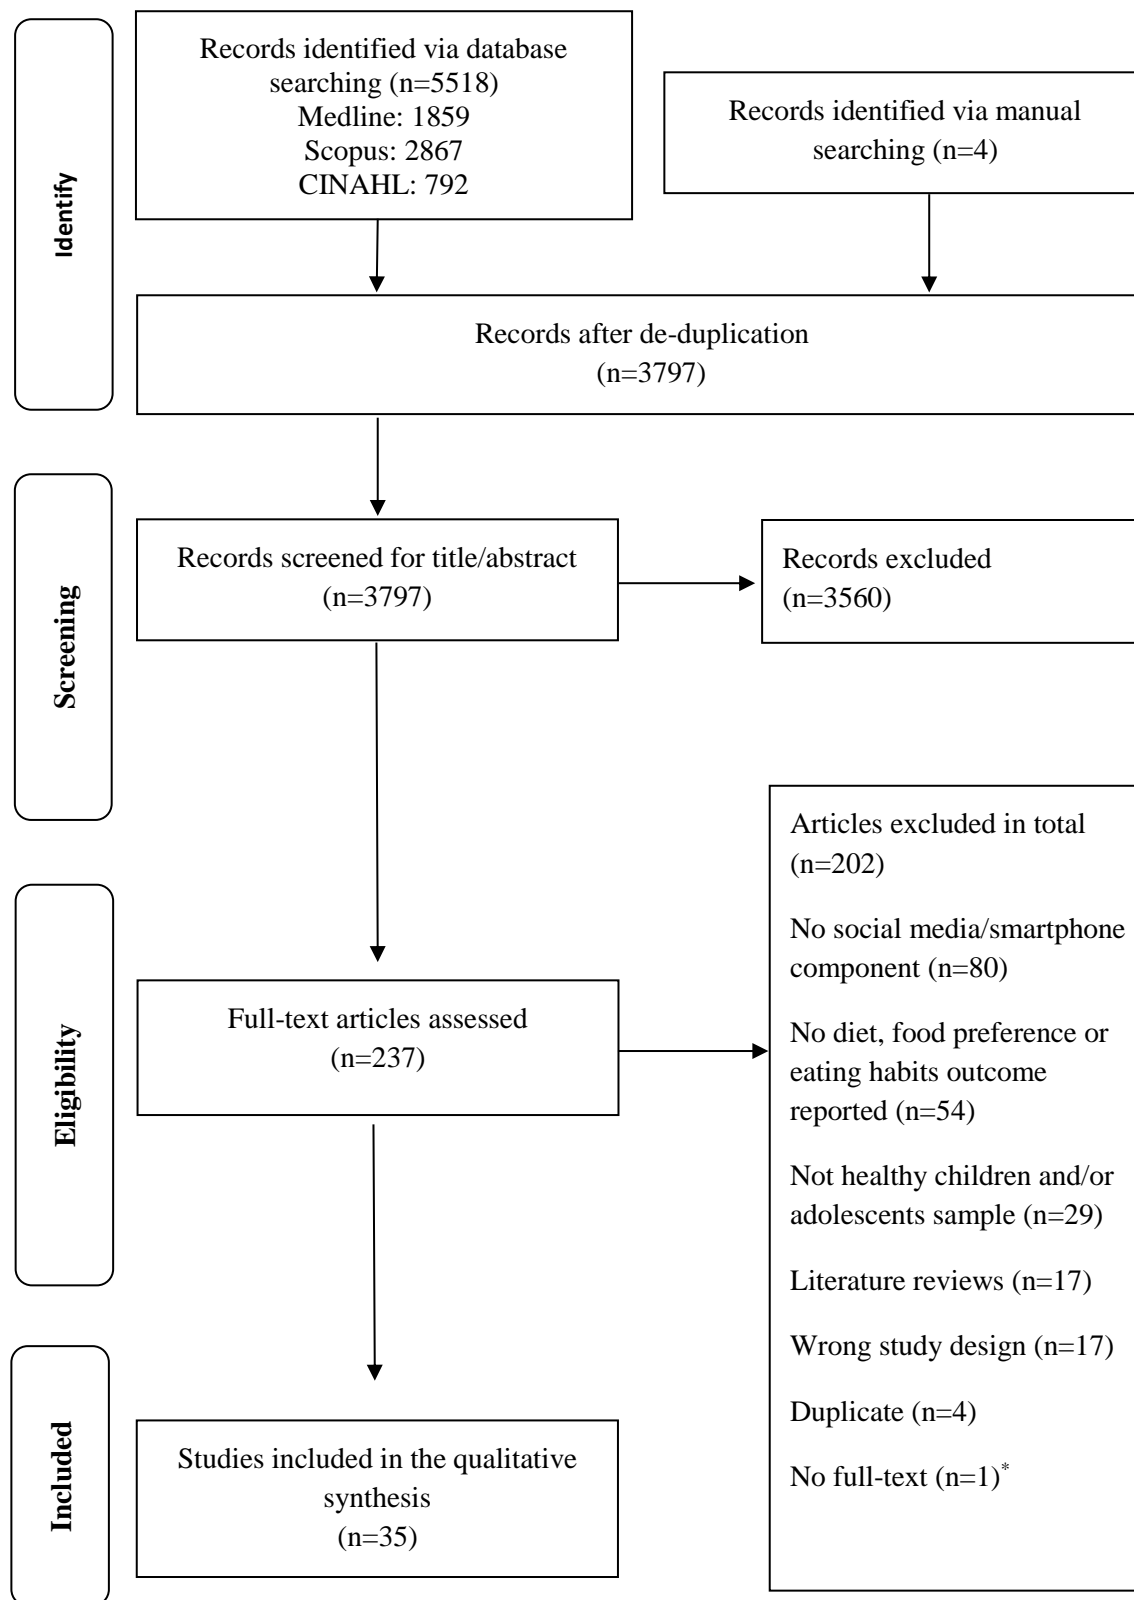 Identify
Records identified via database
searching (n=5518)
Medline: 1859
Scopus: 2867
CINAHL: 792
Records identified via manual
searching (n=4)
Records after de-duplication
(n=3797)
Screening
Records screened for title/abstract
(n=3797)
Records excluded
(n=3560)
Eligibility
Full-text articles assessed
(n=237)
Articles excluded in total
(n=202)
No social media/smartphone
component (n=80)
No diet, food preference or
eating habits outcome
reported (n=54)
Not healthy children and/or
adolescents sample (n=29)
Literature reviews (n=17)
Wrong study design (n=17)
Duplicate (n=4)
No full-text (n=1)*
Included
Studies included in the qualitative
synthesis
(n=35)